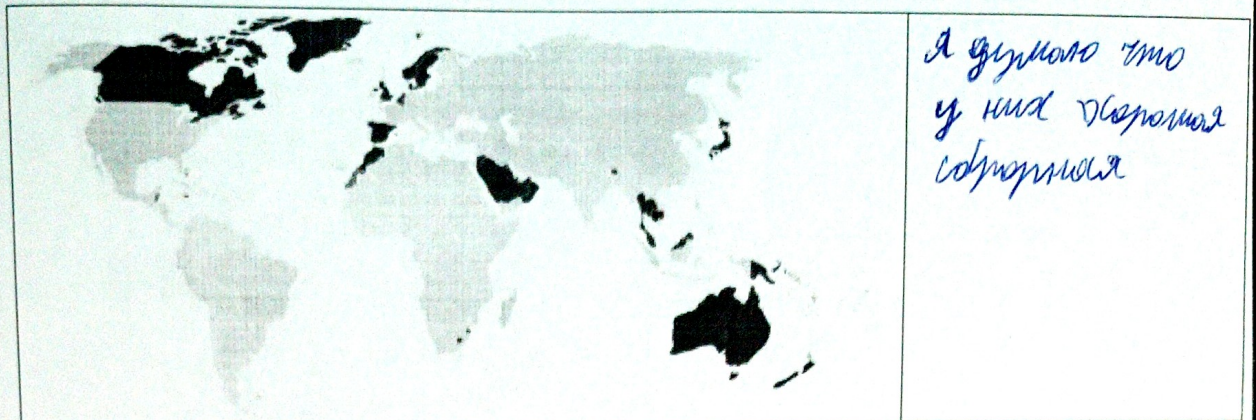 я думаю что
у них хорошая
сборная